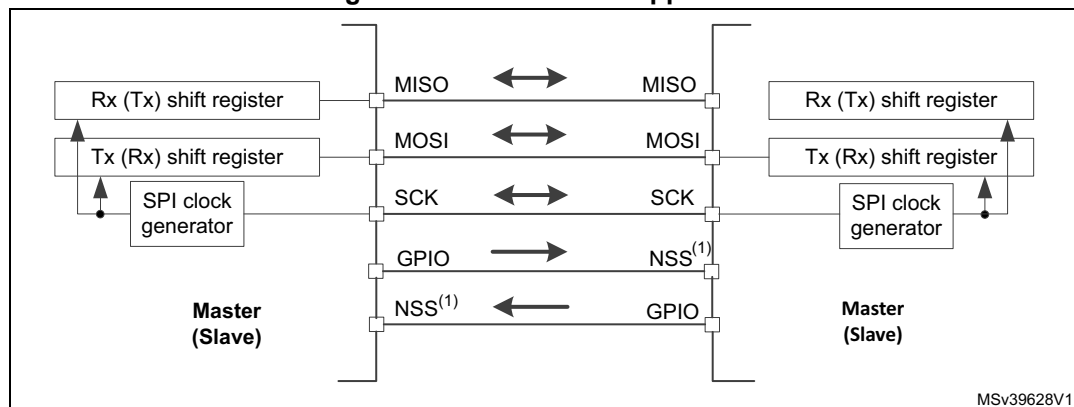 MISO MISO
Rx (Tx) shift register Rx (Tx) shift register
MOSI MOSI
Tx (Rx) shift register Tx (Rx) shift register
SCK SCK
SPI clock generator SPI clock generator
GPIO NSS(1)
NSS(1) GPIO
Master Master
(Slave) (Slave)
MSv39628V1